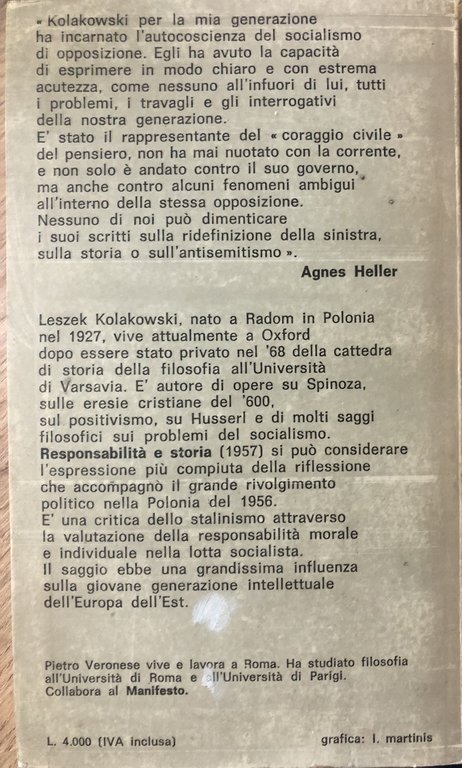 « Kolakowski per la mia generazione
ha incarnato l'autocoscienza del socialismo
di opposizione. Egli ha avuto la capacità
di esprimere in modo chiaro e con estrema
acutezza, come nessuno all'infuori di lui, tutti
i problemi, i travagli e gli interrogativi
della nostra generazione.
E' stato il rappresentante del « coraggio civile »
del pensiero, non ha mai nuotato con la corrente,
e non solo è andato contro il suo governo,
ma anche contro alcuni fenomeni ambigui
all'interno della stessa opposizione.
Nessuno di noi può dimenticare
i suoi scritti sulla ridefinizione della sinistra,
sulla storia o sull'antisemitismo ».
Agnes Heller
Leszek Kolakowski, nato a Radom in Polonia
nel 1927, vive attualmente a Oxford
dopo essere stato privato nel '68 della cattedra
di storia della filosofia all'Università
di Varsavia. E' autore di opere su Spinoza,
sulle eresie cristiane del '600,
sul positivismo, su Husserl e di molti saggi
filosofici sui problemi del socialismo.
Responsabilità e storia (1957) si può considerare
l'espressione più compiuta della riflessione
che accompagnò il grande rivolgimento
politico nella Polonia del 1956.
E' una critica dello stalinismo attraverso
la valutazione della responsabilità morale
e individuale nella lotta socialista.
Il saggio ebbe una grandissima influenza
sulla giovane generazione intellettuale
dell'Europa dell'Est.
Pietro Veronese vive e lavora a Roma. Ha studiato filosofia
all'Università di Roma e all'Università di Parigi.
Collabora al Manifesto.
L. 4.000 (IVA inclusa)
grafica: l. martinis